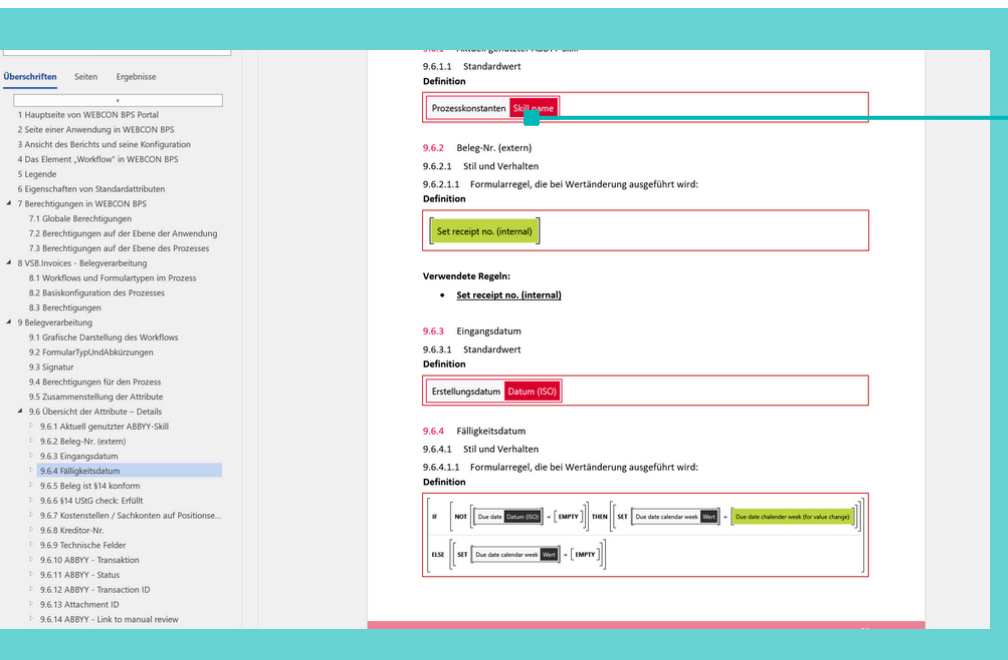 Überschriften Seiten Ergebnisse
1 Hauptseite von WEBCON BPS Portal
2 Seite einer Anwendung in WEBCON BPS
3 Ansicht des Berichts und seine Konfiguration
4 Das Element „Workflow" in WEBCON BPS
5 Legende
6 Eigenschaften von Standardattributen
7 Berechtigungen in WEBCON BPS
7.1 Globale Berechtigungen
7.2 Berechtigungen auf der Ebene der Anwendung
7.3 Berechtigungen auf der Ebene des Prozesses
8 VSB.Invoices - Belegverarbeitung
8.1 Workflows und Formulartypen im Prozess
8.2 Basiskonfiguration des Prozesses
8.3 Berechtigungen
9 Belegverarbeitung
9.1 Grafische Darstellung des Workflows
9.2 FormularTypUndAbkürzungen
9.3 Signatur
9.4 Berechtigungen für den Prozess
9.5 Zusammenstellung der Attribute
9.6 Übersicht der Attribute – Details
9.6.1 Aktuell genutzter ABBYY-Skill
9.6.2 Beleg-Nr. (extern)
9.6.3 Eingangsdatum
9.6.4 Fälligkeitsdatum
9.6.5 Beleg ist §14 konform
9.6.6 §14 UStG check: Erfüllt
9.6.7 Kostenstellen / Sachkonten auf Positionse...
9.6.8 Kreditor-Nr.
9.6.9 Technische Felder
9.6.10 ABBYY - Transaktion
9.6.11 ABBYY - Status
9.6.12 ABBYY - Transaction ID
9.6.13 Attachment ID
9.6.14 ABBYY - Link to manual review
9.6.1.1 Standardwert
Definition
Prozesskonstanten Skill name
9.6.2 Beleg-Nr. (extern)
9.6.2.1 Stil und Verhalten
9.6.2.1.1 Formularregel, die bei Wertänderung ausgeführt wird:
Definition
Set receipt no. (internal)
Verwendete Regeln:
• Set receipt no. (internal)
9.6.3 Eingangsdatum
9.6.3.1 Standardwert
Definition
Erstellungsdatum Datum (ISO)
9.6.4 Fälligkeitsdatum
9.6.4.1 Stil und Verhalten
9.6.4.1.1 Formularregel, die bei Wertänderung ausgeführt wird:
Definition
IF [ NOT [ Due date Datum (ISO) = [ EMPTY ] ] ] THEN [ SET [ Due date calendar week Wert = Due date chalender week (for value change) ] ]
ELSE [ SET [ Due date calendar week Wert = [ EMPTY ] ] ]